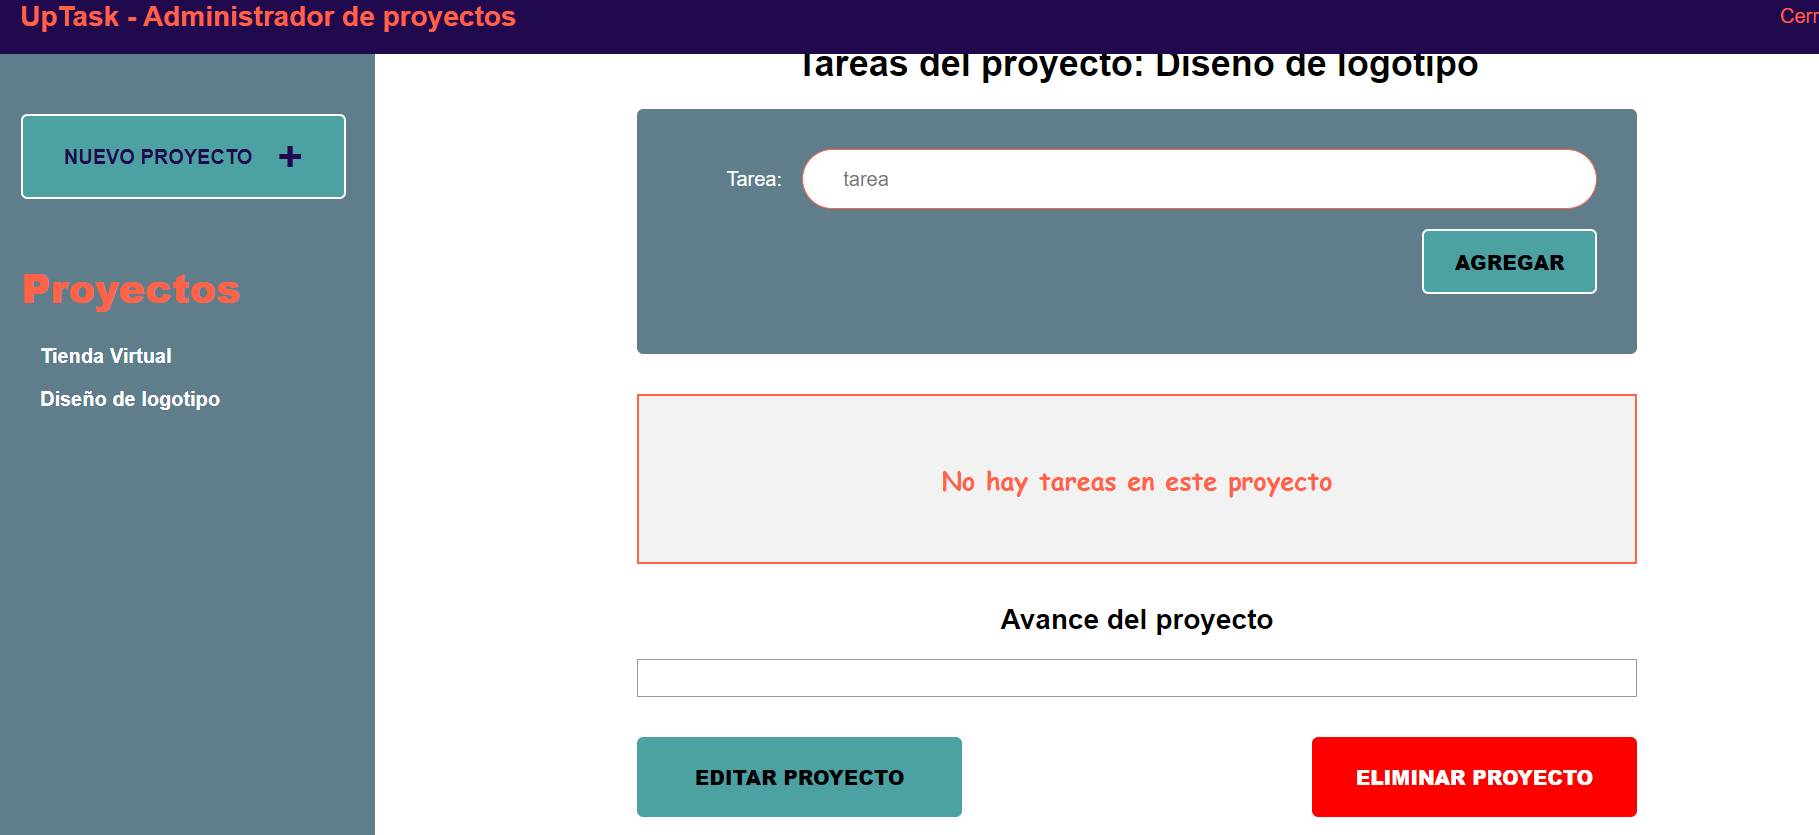 UpTask - Administrador de proyectos
Cerr
NUEVO PROYECTO +
Proyectos
Tienda Virtual
Diseño de logotipo
Tareas del proyecto: Diseño de logotipo
Tarea: tarea
AGREGAR
No hay tareas en este proyecto
Avance del proyecto
EDITAR PROYECTO
ELIMINAR PROYECTO